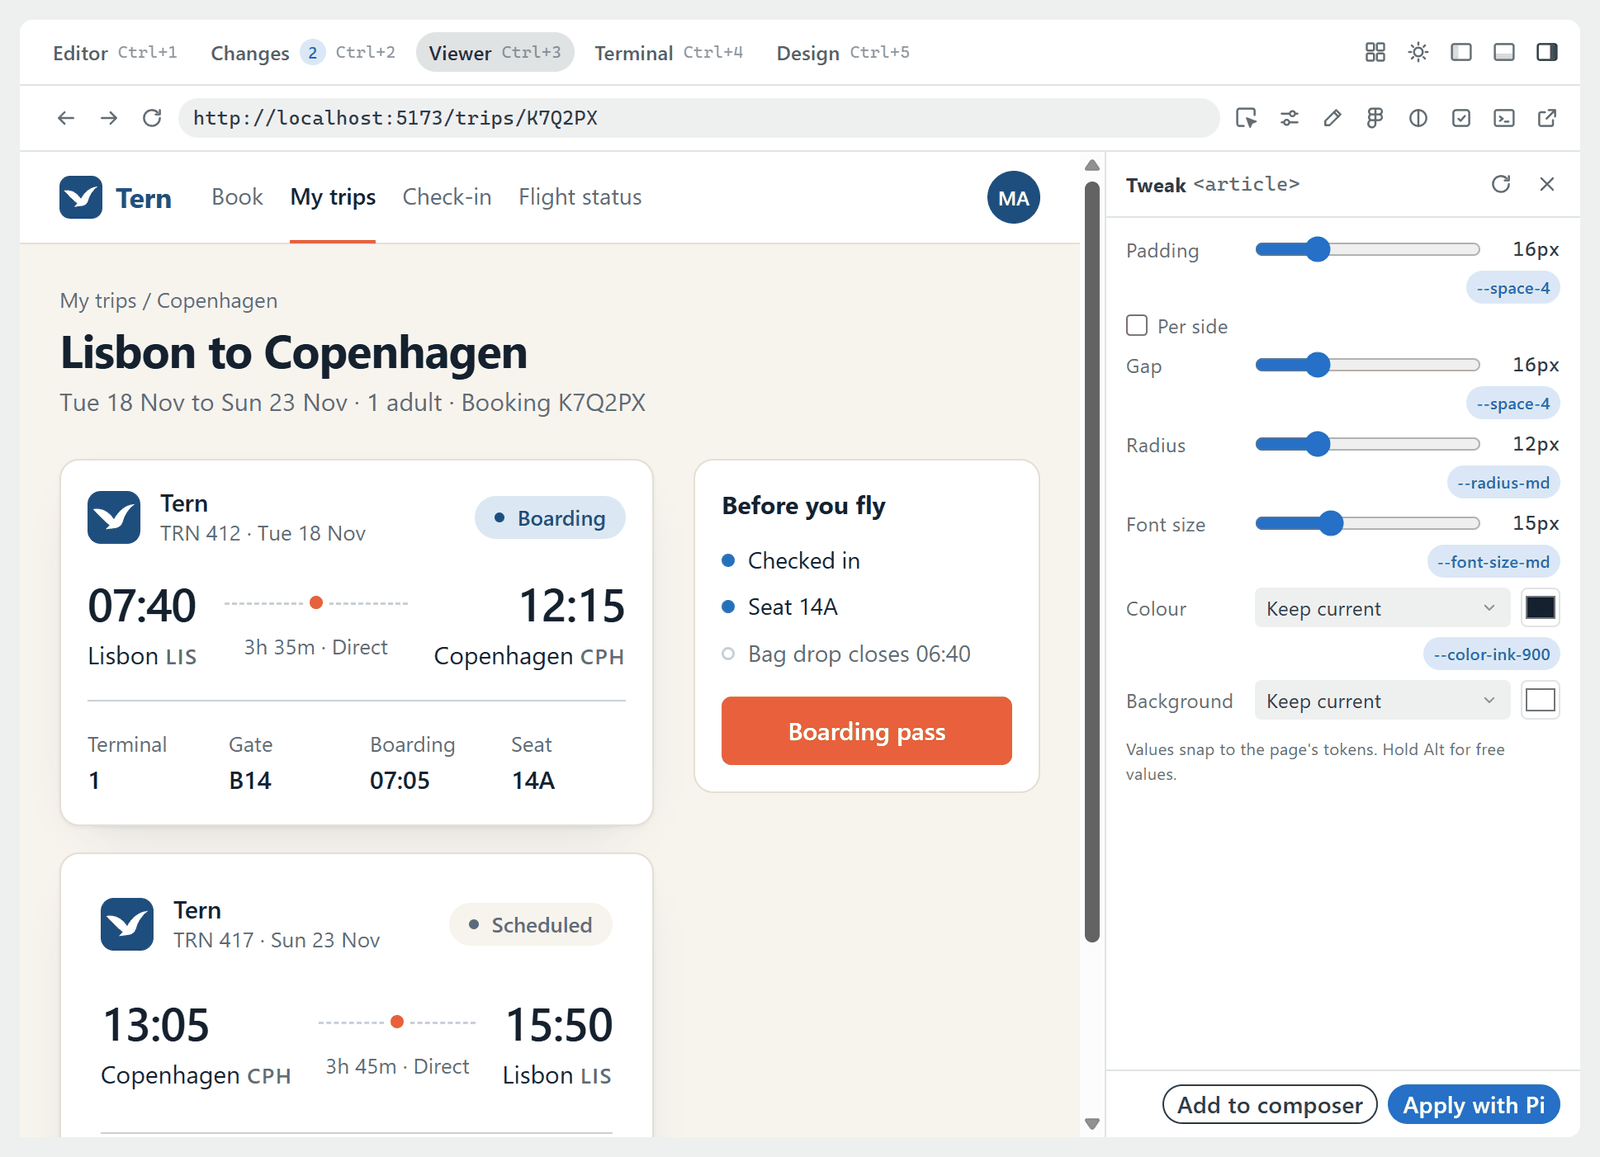 Editor Ctrl+1 Changes 2 Ctrl+2 Viewer Ctrl+3 Terminal Ctrl+4 Design Ctrl+5
http://localhost:5173/trips/K7Q2PX
Tern Book My trips Check-in Flight status MA
My trips / Copenhagen
Lisbon to Copenhagen
Tue 18 Nov to Sun 23 Nov · 1 adult · Booking K7Q2PX
Tern
TRN 412 · Tue 18 Nov
Boarding
07:40
12:15
3h 35m · Direct
Lisbon LIS
Copenhagen CPH
Terminal Gate Boarding Seat
1 B14 07:05 14A
Before you fly
Checked in
Seat 14A
Bag drop closes 06:40
Boarding pass
Tern
TRN 417 · Sun 23 Nov
Scheduled
13:05
15:50
3h 45m · Direct
Copenhagen CPH
Lisbon LIS
Tweak <article>
Padding 16px
--space-4
Per side
Gap 16px
--space-4
Radius 12px
--radius-md
Font size 15px
--font-size-md
Colour Keep current
--color-ink-900
Background Keep current
Values snap to the page's tokens. Hold Alt for free
values.
Add to composer Apply with Pi